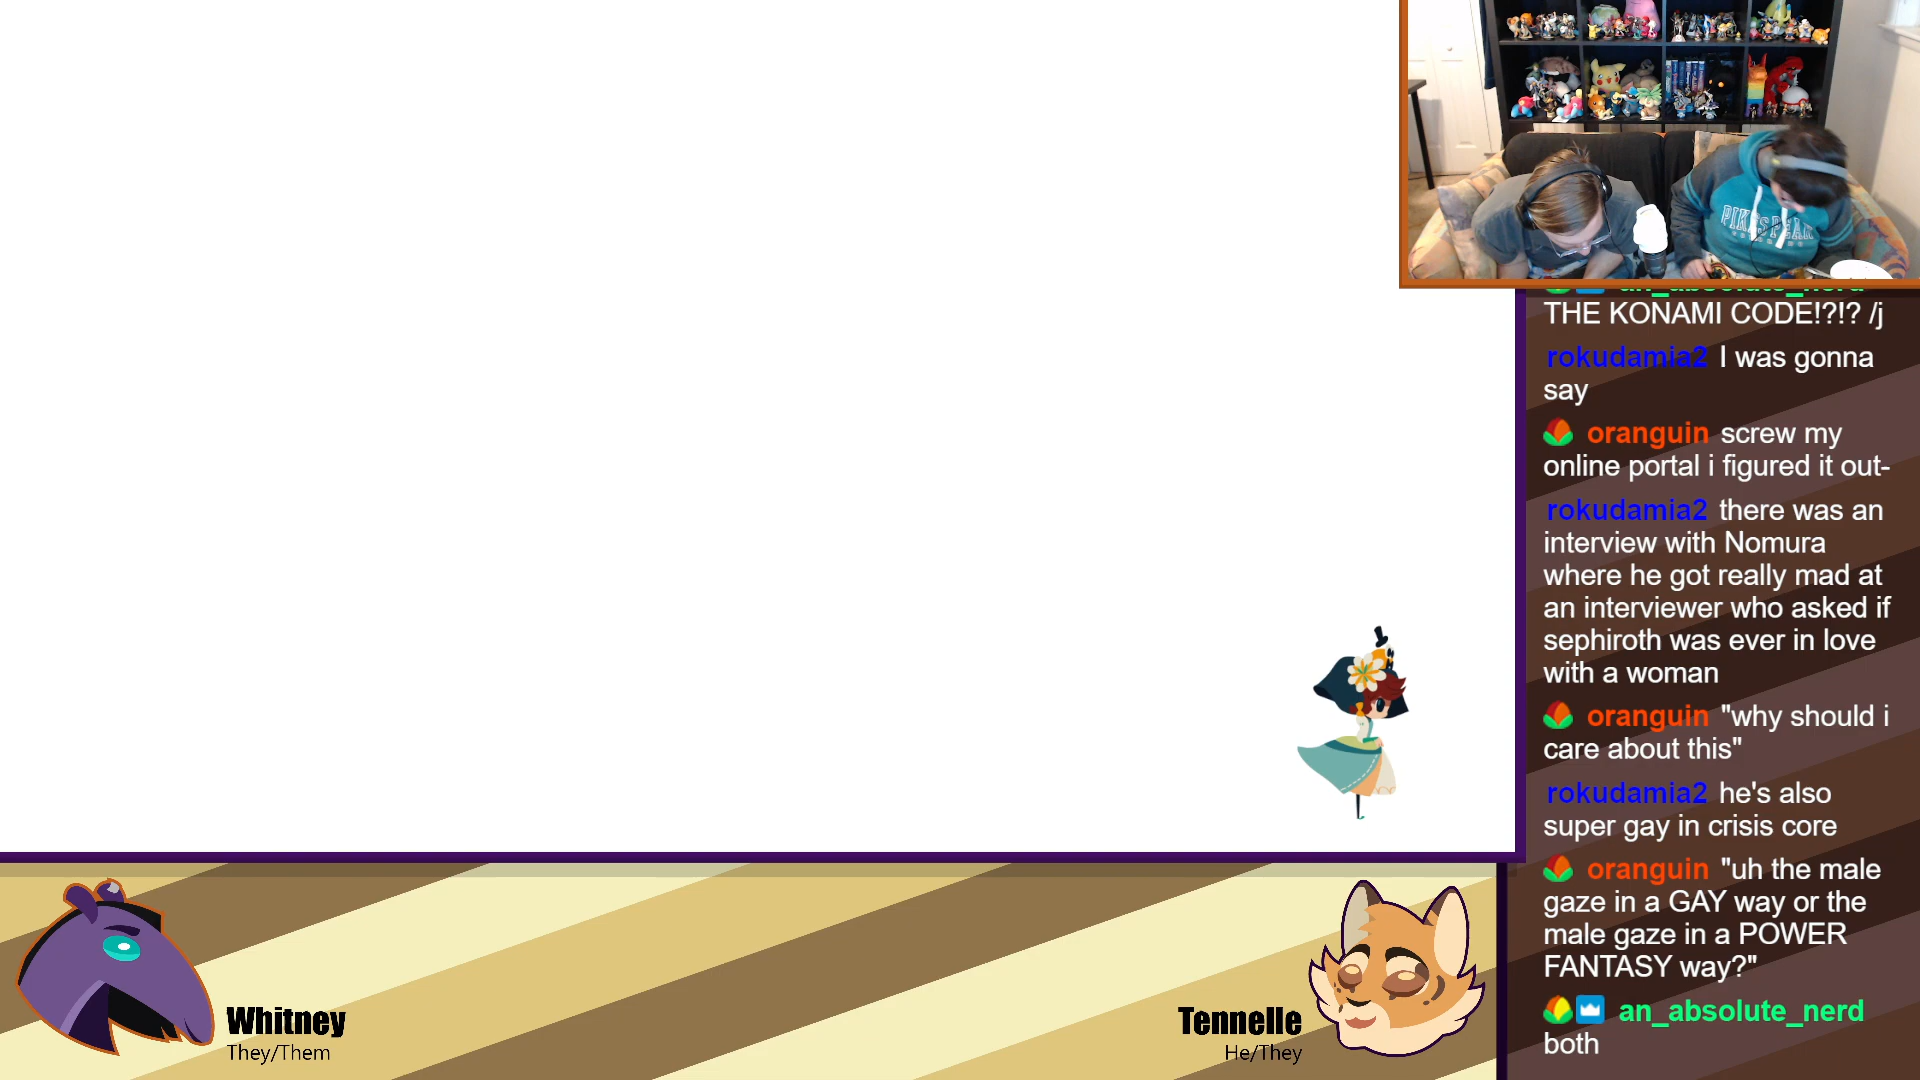 PIKES PEAK
an_absolute_nerd
THE KONAMI CODE!?!? /j
rokudamia2 I was gonna
say
oranguin screw my
online portal i figured it out-
rokudamia2 there was an
interview with Nomura
where he got really mad at
an interviewer who asked if
sephiroth was ever in love
with a woman
oranguin "why should i
care about this"
rokudamia2 he's also
super gay in crisis core
oranguin "uh the male
gaze in a GAY way or the
male gaze in a POWER
FANTASY way?"
an_absolute_nerd
both
Whitney
They/Them
Tennelle
He/They